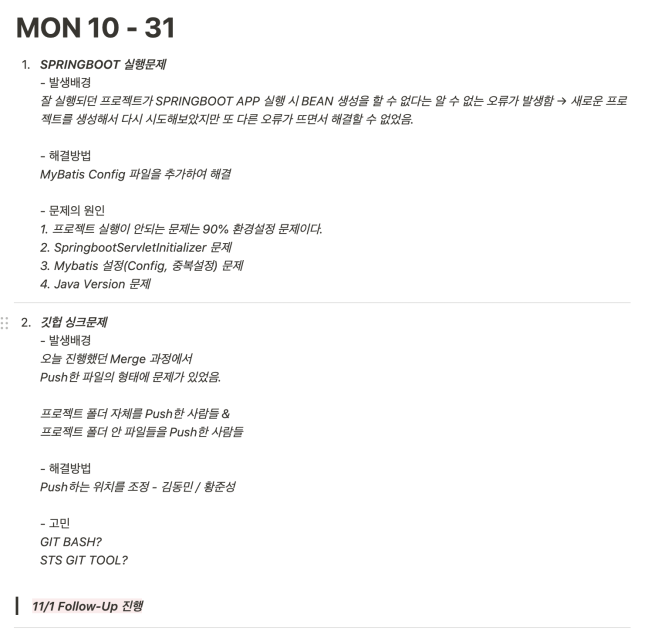 MON 10 - 31
1. SPRINGBOOT 실행문제
- 발생배경
잘 실행되던 프로젝트가 SPRINGBOOT APP 실행 시 BEAN 생성을 할 수 없다는 알 수 없는 오류가 발생함 → 새로운 프로
젝트를 생성해서 다시 시도해보았지만 또 다른 오류가 뜨면서 해결할 수 없었음.
- 해결방법
MyBatis Config 파일을 추가하여 해결
- 문제의 원인
1. 프로젝트 실행이 안되는 문제는 90% 환경설정 문제이다.
2. SpringbootServletInitializer 문제
3. Mybatis 설정(Config, 중복설정) 문제
4. Java Version 문제
2. 깃헙 싱크문제
- 발생배경
오늘 진행했던 Merge 과정에서
Push한 파일의 형태에 문제가 있었음.
프로젝트 폴더 자체를 Push한 사람들 &
프로젝트 폴더 안 파일들을 Push한 사람들
- 해결방법
Push하는 위치를 조정 - 김동민 / 황준성
- 고민
GIT BASH?
STS GIT TOOL?
11/1 Follow-Up 진행